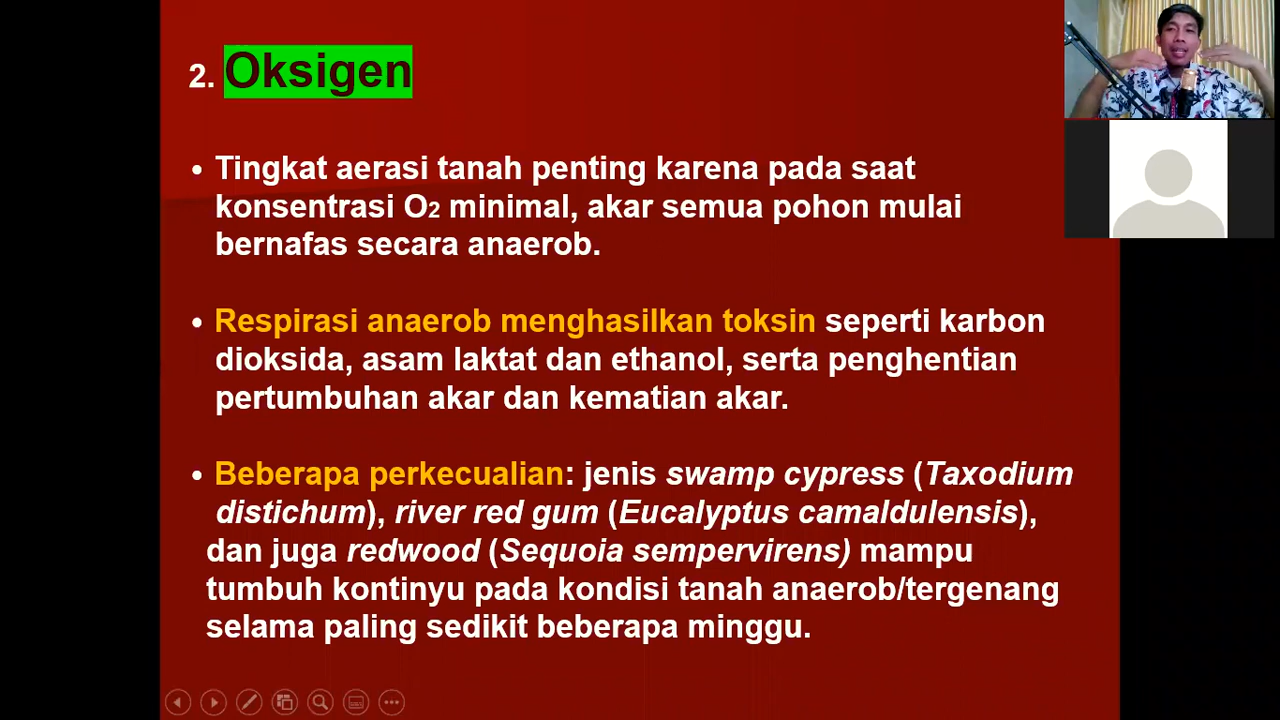 2. Oksigen
• Tingkat aerasi tanah penting karena pada saat
konsentrasi O2 minimal, akar semua pohon mulai
bernafas secara anaerob.
• Respirasi anaerob menghasilkan toksin seperti karbon
dioksida, asam laktat dan ethanol, serta penghentian
pertumbuhan akar dan kematian akar.
• Beberapa perkecualian: jenis swamp cypress (Taxodium
distichum), river red gum (Eucalyptus camaldulensis),
dan juga redwood (Sequoia sempervirens) mampu
tumbuh kontinyu pada kondisi tanah anaerob/tergenang
selama paling sedikit beberapa minggu.